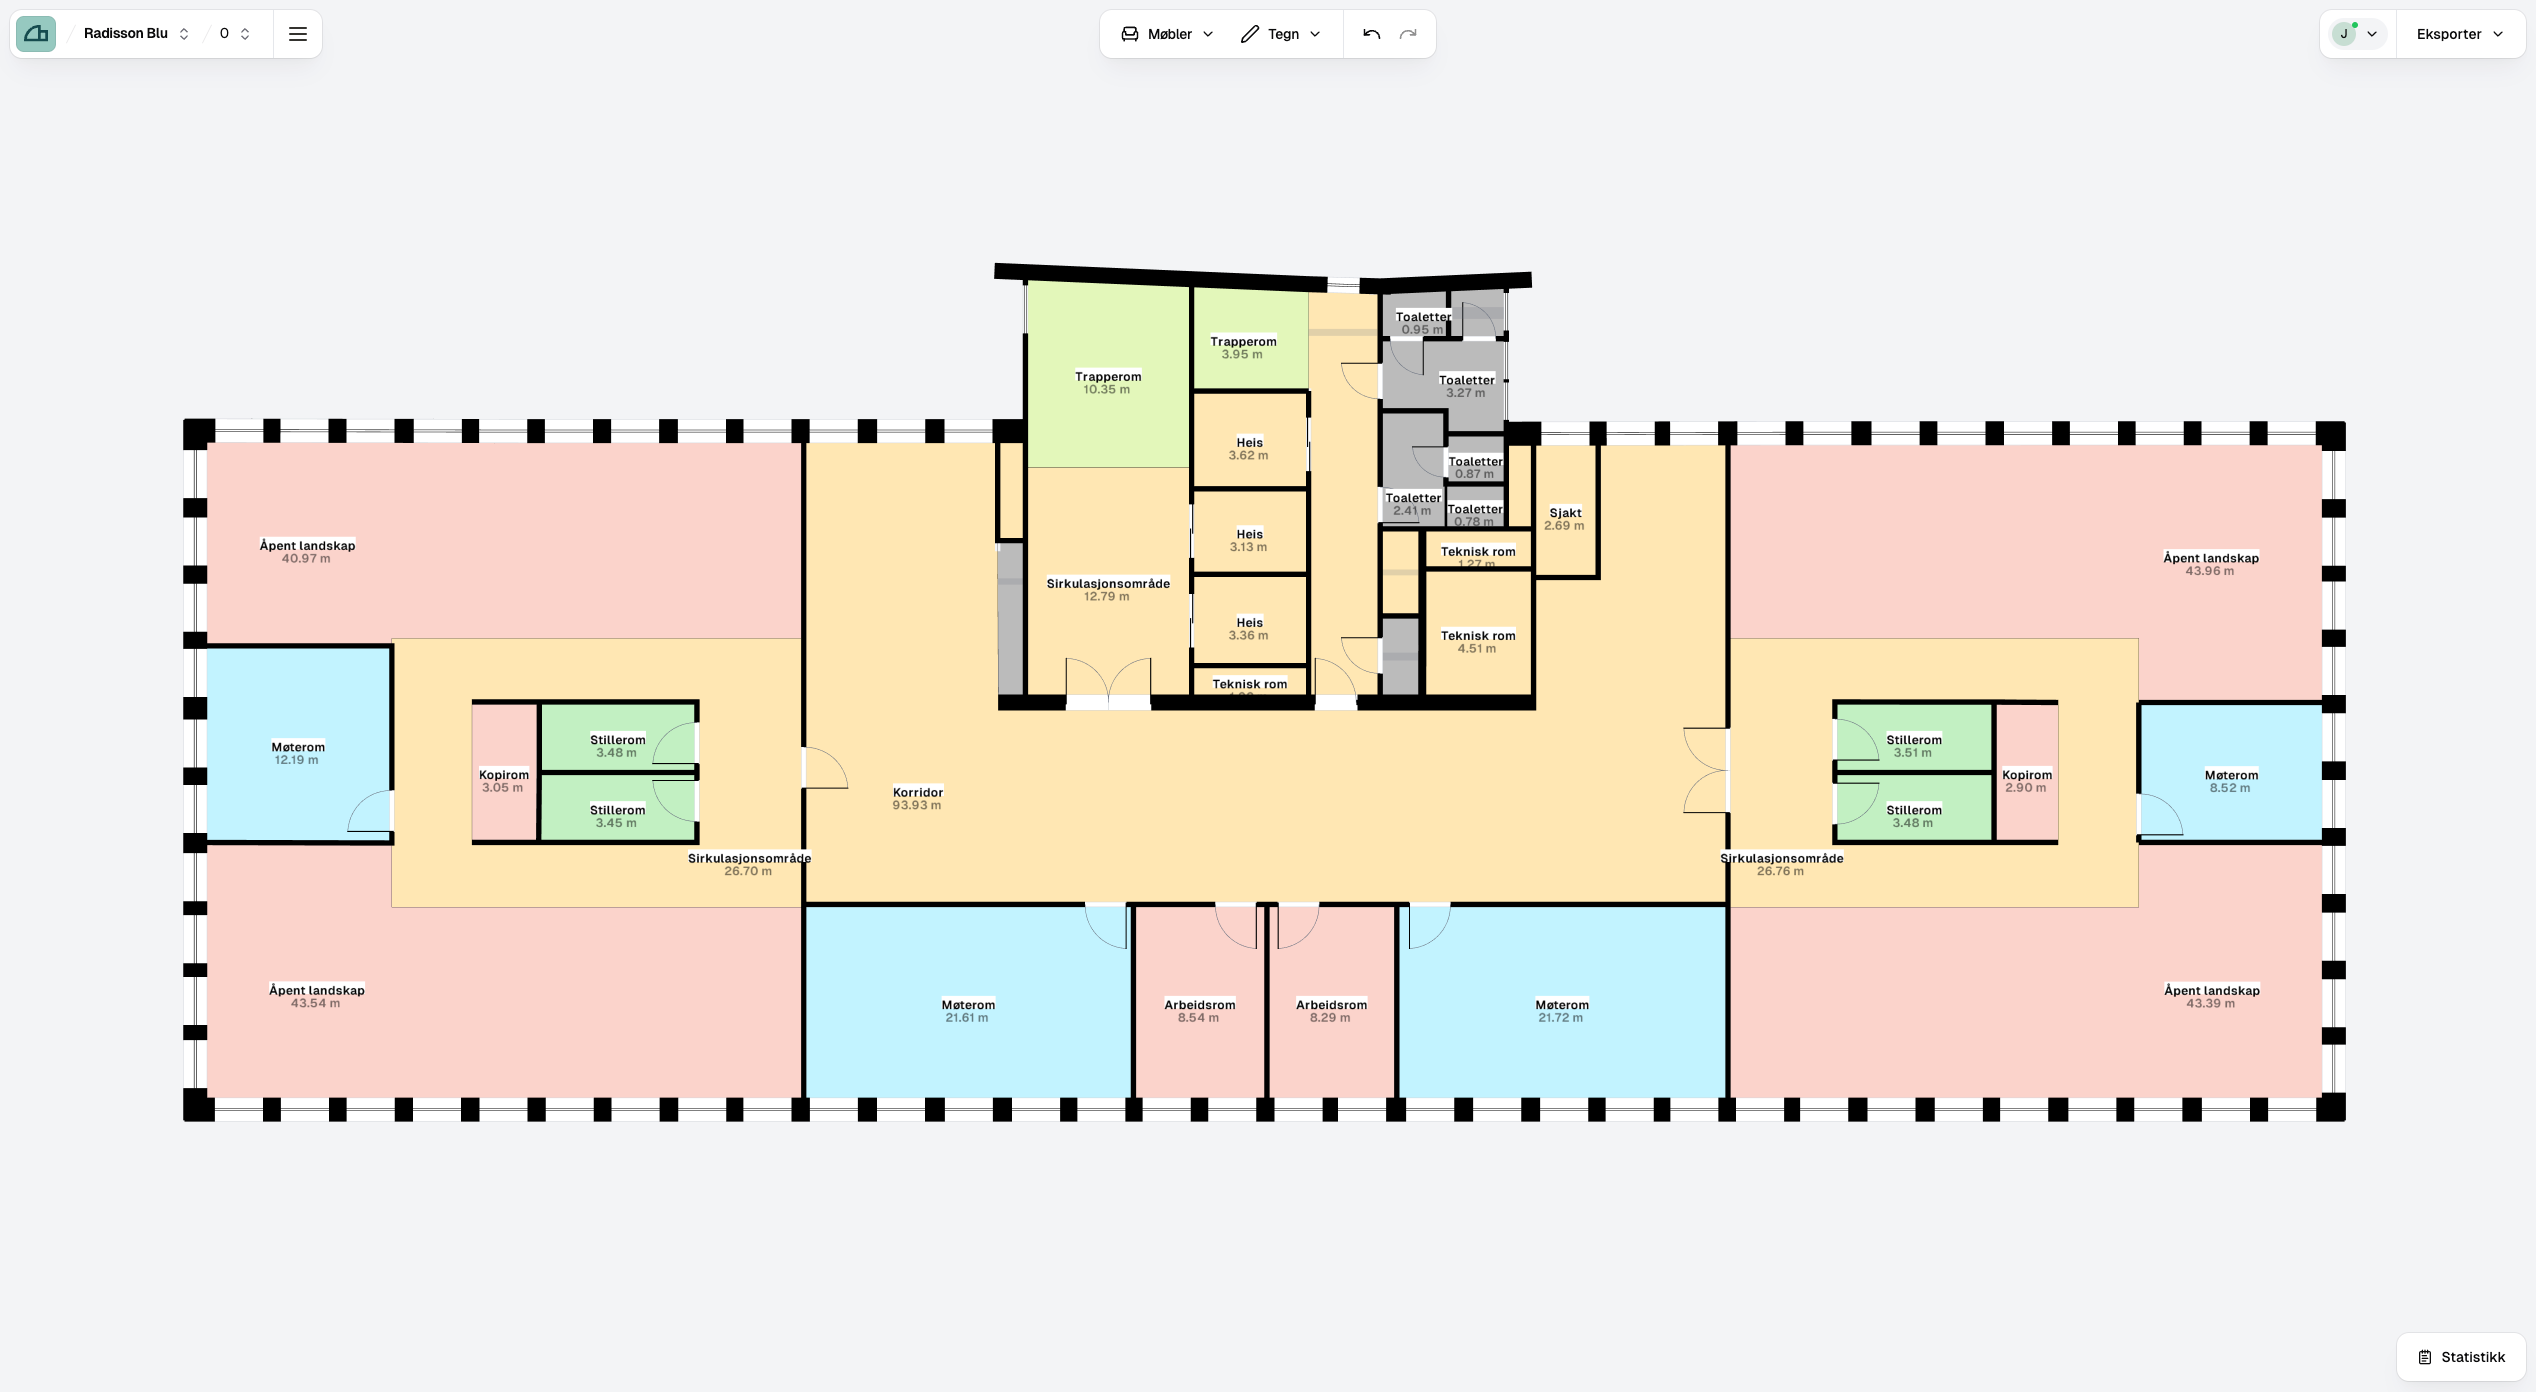 Radisson Blu
0
Møbler
Tegn
J
Eksporter
Toaletter
0.95 m
Trapperom
3.95 m
Trapperom
10.35 m
Toaletter
3.27 m
Heis
3.62 m
Toaletter
0.87 m
Toaletter
2.41 m
Toaletter
0.78 m
Sjakt
2.69 m
Åpent landskap
40.97 m
Heis
3.13 m
Teknisk rom
1.27 m
Åpent landskap
43.96 m
Sirkulasjonsområde
12.79 m
Heis
3.36 m
Teknisk rom
4.51 m
Teknisk rom
Møterom
12.19 m
Stillerom
3.48 m
Kopirom
3.05 m
Stillerom
3.45 m
Korridor
93.93 m
Stillerom
3.51 m
Kopirom
2.90 m
Stillerom
3.48 m
Møterom
8.52 m
Sirkulasjonsområde
26.70 m
Sirkulasjonsområde
26.76 m
Åpent landskap
43.54 m
Møterom
21.61 m
Arbeidsrom
8.54 m
Arbeidsrom
8.29 m
Møterom
21.72 m
Åpent landskap
43.39 m
Statistikk